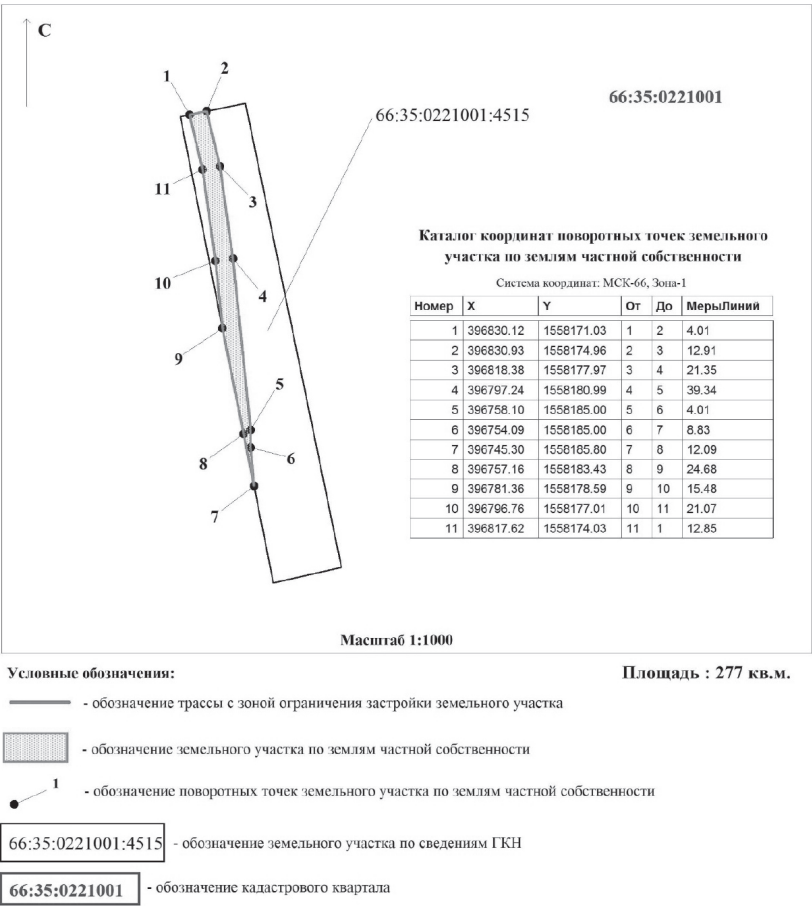 С
1
2
66:35:0221001
66:35:0221001:4515
11
3
Каталог координат поворотных точек земельного
участка по землям частной собственности
Система координат: МСК-66, Зона-1
10
4
9
Номер X Y От До МерыЛиний
1 396830.12 1558171.03 1 2 4.01
2 396830.93 1558174.96 2 3 12.91
3 396818.38 1558177.97 3 4 21.35
4 396797.24 1558180.99 4 5 39.34
5 396758.10 1558185.00 5 6 4.01
6 396754.09 1558185.00 6 7 8.83
7 396745.30 1558185.80 7 8 12.09
8 396757.16 1558183.43 8 9 24.68
9 396781.36 1558178.59 9 10 15.48
10 396796.76 1558177.01 10 11 21.07
11 396817.62 1558174.03 11 1 12.85
5
8
6
7
Масштаб 1:1000
Условные обозначения:
Площадь : 277 кв.м.
- обозначение трассы с зоной ограничения застройки земельного участка
- обозначение земельного участка по землям частной собственности
1
- обозначение поворотных точек земельного участка по землям частной собственности
66:35:0221001:4515 - обозначение земельного участка по сведениям ГКН
66:35:0221001 - обозначение кадастрового квартала